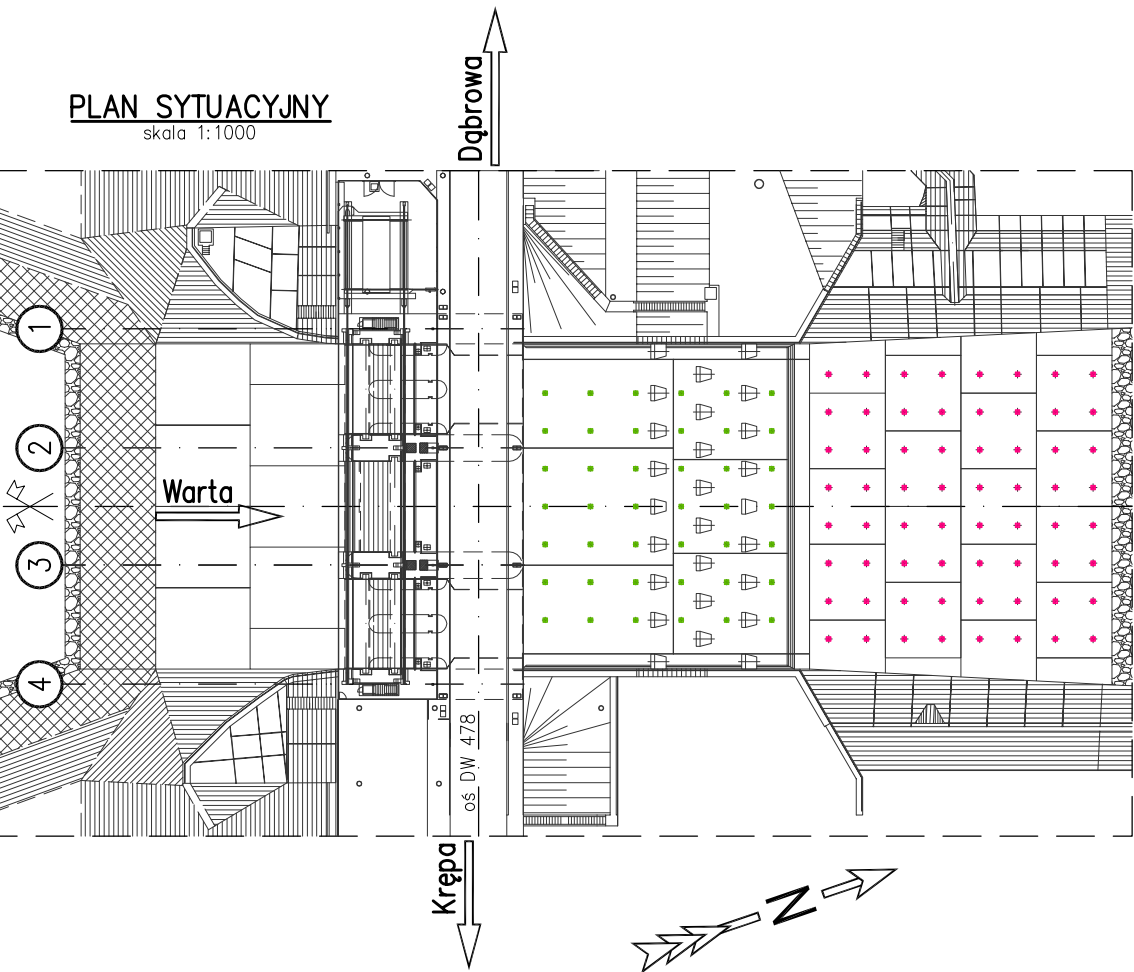 PLAN SYTUACYJNY
skala 1:1000
Dąbrowa
1
2
Warta
3
4
oś DW 478
Krępa
N